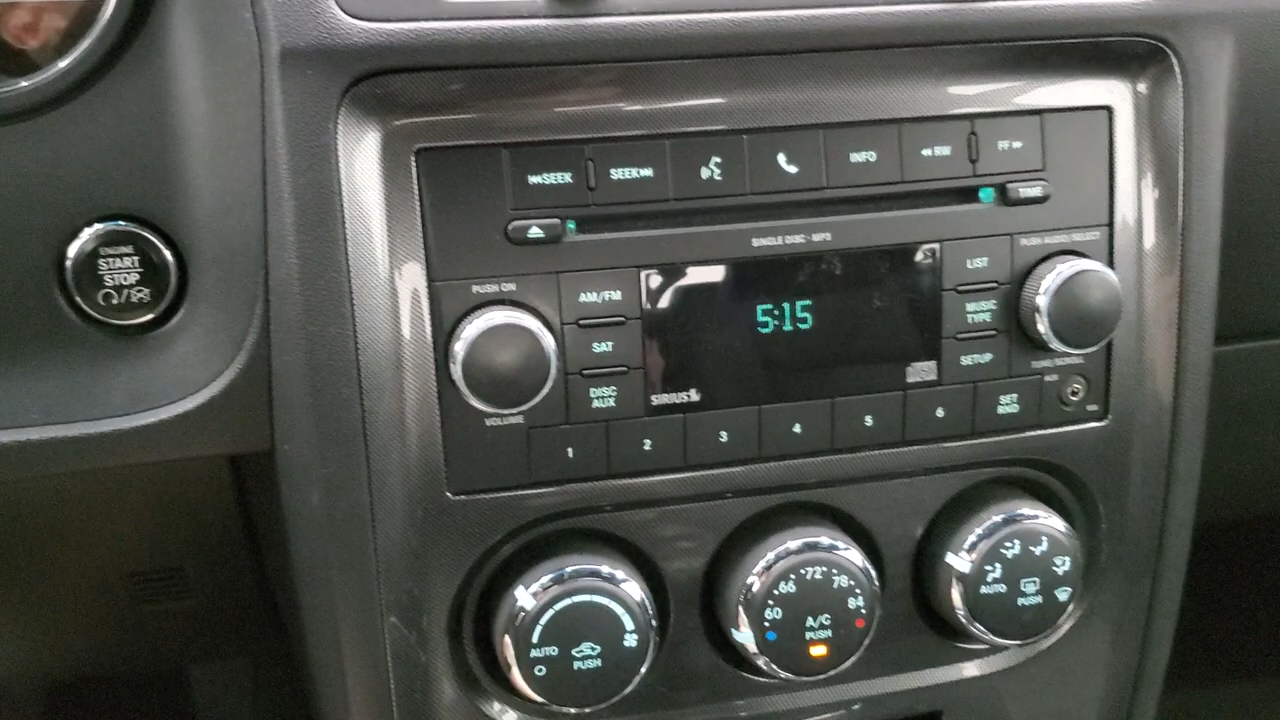 ENGINE
START
STOP
SEEK
SEEK
INFO
RW
FF
TIME
SINGLE DISC - MP3
PUSH ON
VOLUME
AM/FM
SAT
DISC
AUX
5:15
SIRIUS
LIST
MUSIC
TYPE
SETUP
PUSH AUDIO/SELECT
TUNE/SCROLL
1
2
3
4
5
6
SET
RND
AUX
AUTO
PUSH
60
66
72
78
84
A/C
PUSH
AUTO
PUSH